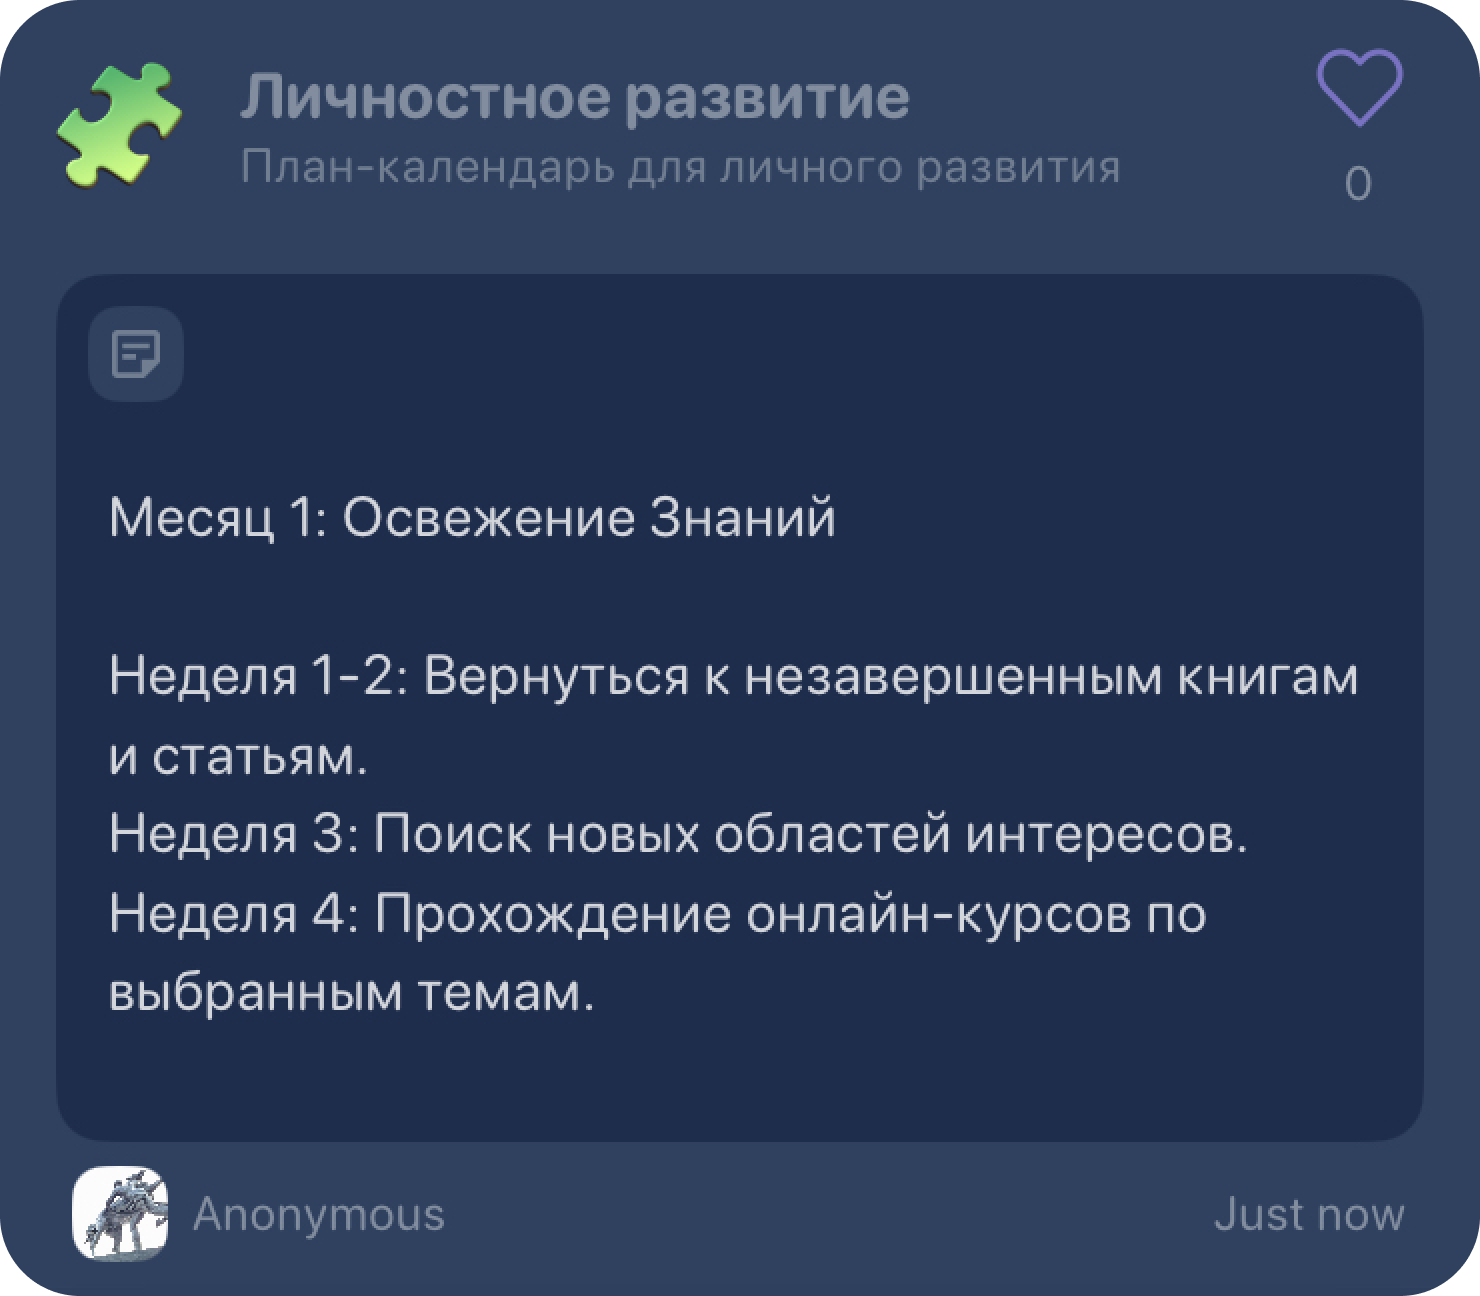 Личностное развитие
План-календарь для личного развития
0
Месяц 1: Освежение Знаний
Неделя 1-2: Вернуться к незавершенным книгам
и статьям.
Неделя 3: Поиск новых областей интересов.
Неделя 4: Прохождение онлайн-курсов по
выбранным темам.
Anonymous
Just now